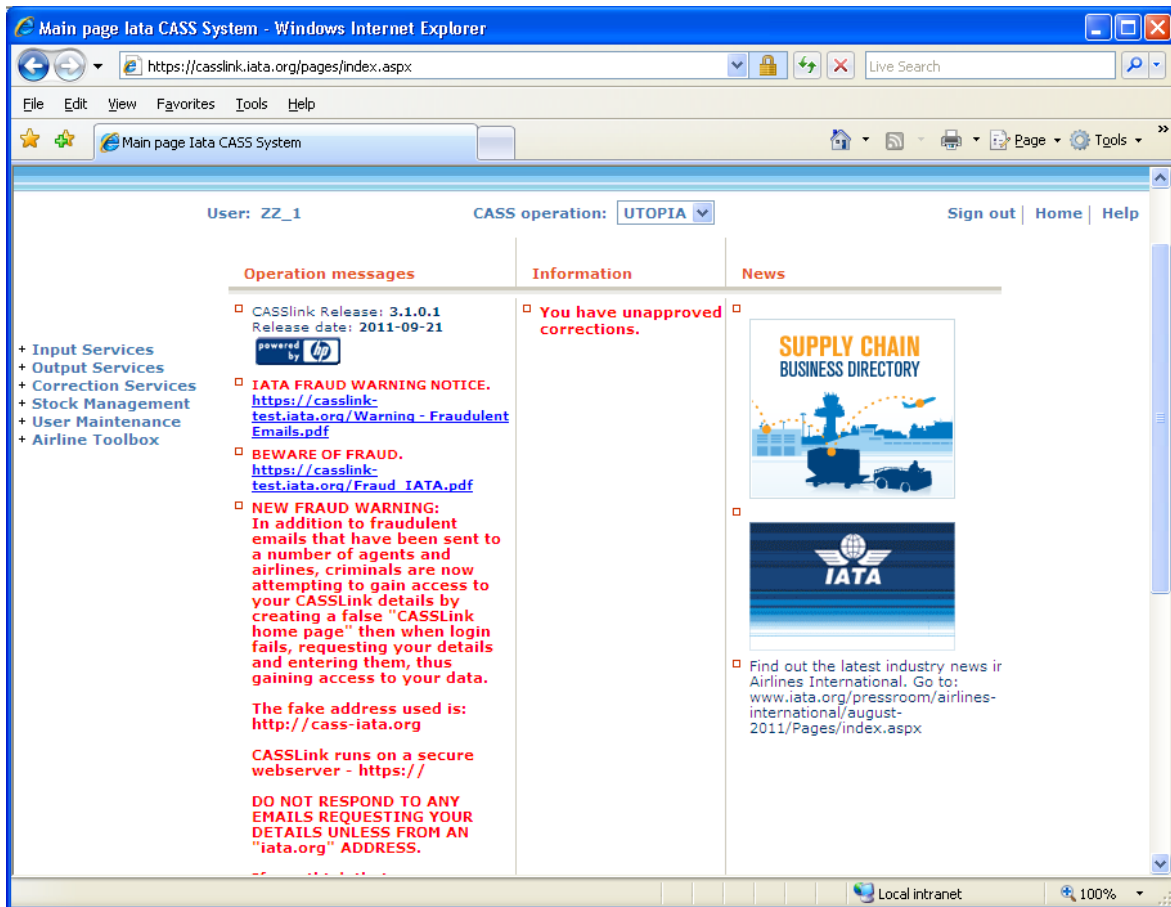 Main page Iata CASS System - Windows Internet Explorer
https://casslink.iata.org/pages/index.aspx
Live Search
File Edit View Favorites Tools Help
Main page Iata CASS System
Page Tools
User: ZZ_1 CASS operation: UTOPIA Sign out | Home | Help
+ Input Services
+ Output Services
+ Correction Services
+ Stock Management
+ User Maintenance
+ Airline Toolbox
Operation messages
CASSlink Release: 3.1.0.1
Release date: 2011-09-21
powered
by hp
IATA FRAUD WARNING NOTICE.
https://casslink-
test.iata.org/Warning - Fraudulent
Emails.pdf
BEWARE OF FRAUD.
https://casslink-
test.iata.org/Fraud_IATA.pdf
NEW FRAUD WARNING:
In addition to fraudulent
emails that have been sent to
a number of agents and
airlines, criminals are now
attempting to gain access to
your CASSLink details by
creating a false "CASSLink
home page" then when login
fails, requesting your details
and entering them, thus
gaining access to your data.
The fake address used is:
http://cass-iata.org
CASSLink runs on a secure
webserver - https://
DO NOT RESPOND TO ANY
EMAILS REQUESTING YOUR
DETAILS UNLESS FROM AN
"iata.org" ADDRESS.
Information
You have unapproved
corrections.
News
SUPPLY CHAIN
BUSINESS DIRECTORY
IATA
Find out the latest industry news in
Airlines International. Go to:
www.iata.org/pressroom/airlines-
international/august-
2011/Pages/index.aspx
Local intranet 100%